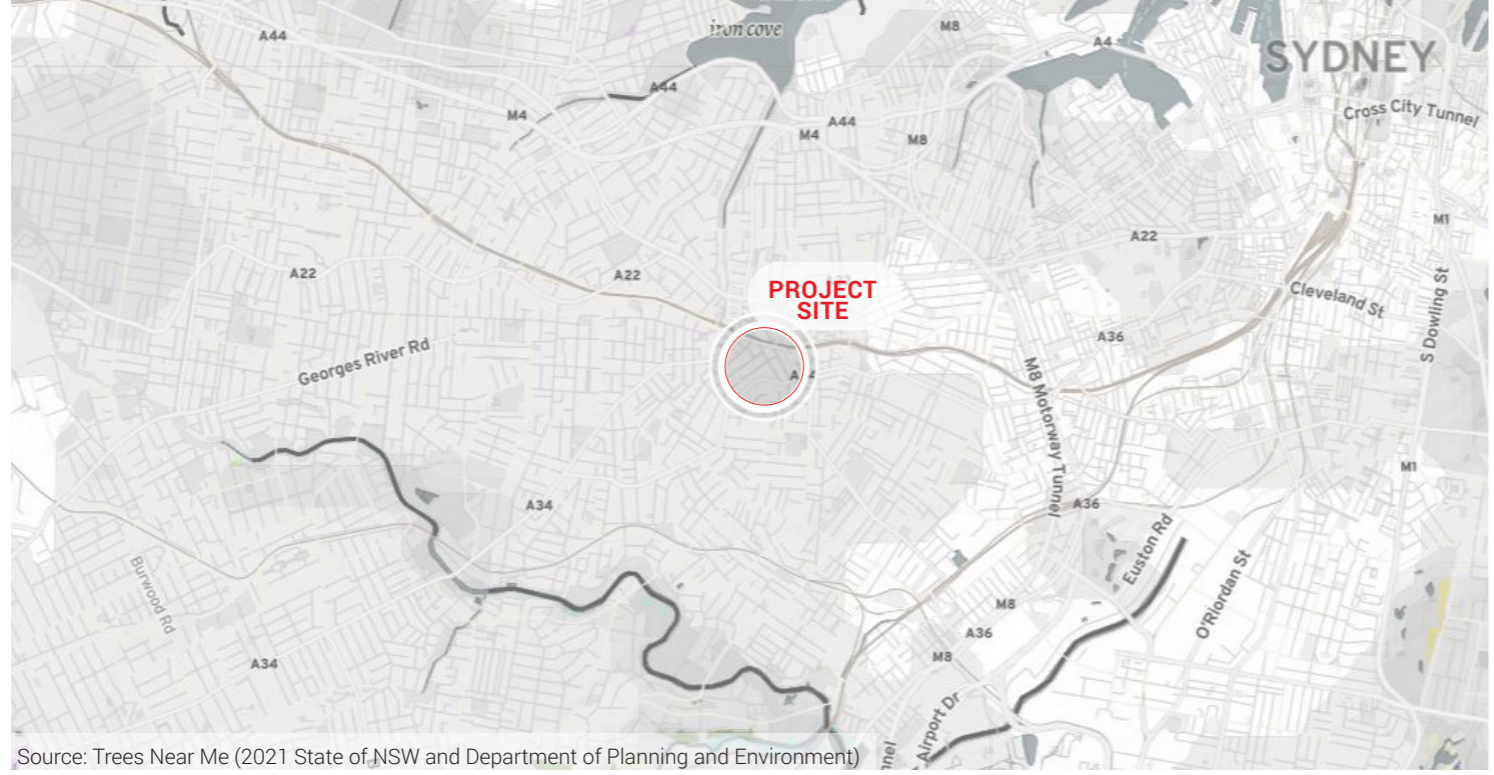 iron cove
M8
A44
A4
SYDNEY
A44
M4
Cross City Tunnel
A44
M4
M8
M1
A22
A22
A22
PROJECT
SITE
Cleveland St
S Dowling St
A36
Georges River Rd
M8 Motorway Tunnel
M1
A34
A36
Euston Rd
O'Riordan St
Burwood Rd
M8
A36
M8
A34
Airport Dr
Source: Trees Near Me (2021 State of NSW and Department of Planning and Environment)